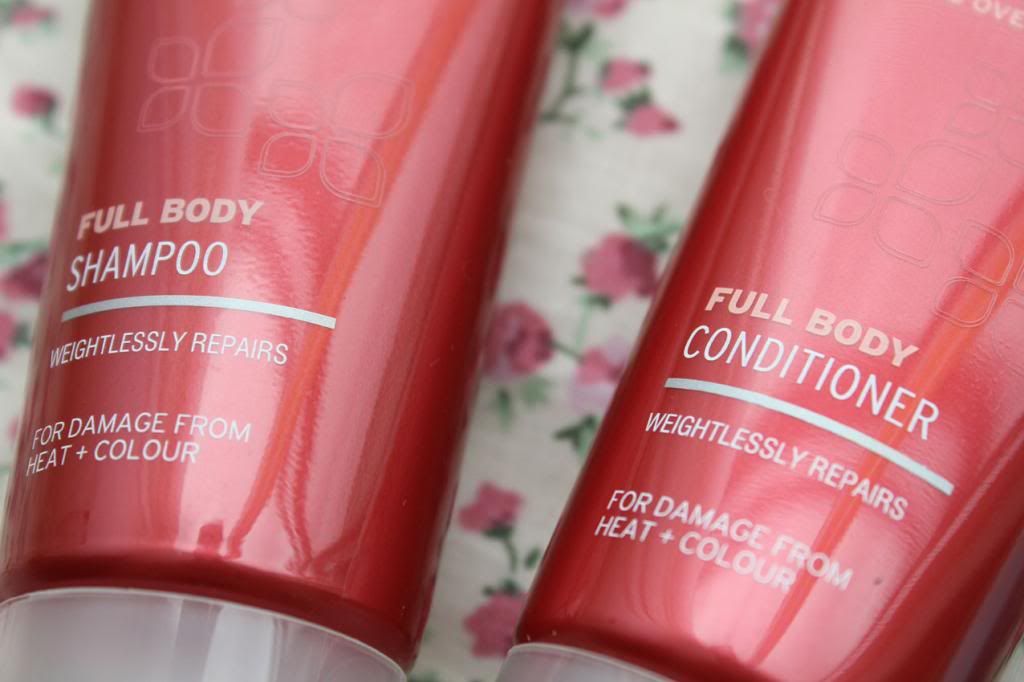 FULL BODY
SHAMPOO
WEIGHTLESSLY REPAIRS
FOR DAMAGE FROM
HEAT + COLOUR
FULL BODY
CONDITIONER
WEIGHTLESSLY REPAIRS
FOR DAMAGE FROM
HEAT + COLOUR